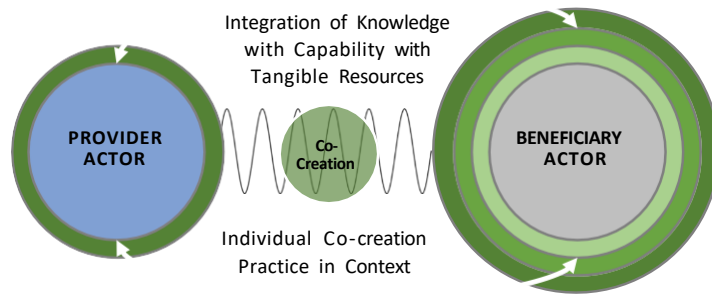 Integration of Knowledge
with Capability with
Tangible Resources
PROVIDER
ACTOR
Co-
Creation
BENEFICIARY
ACTOR
Individual Co-creation
Practice in Context